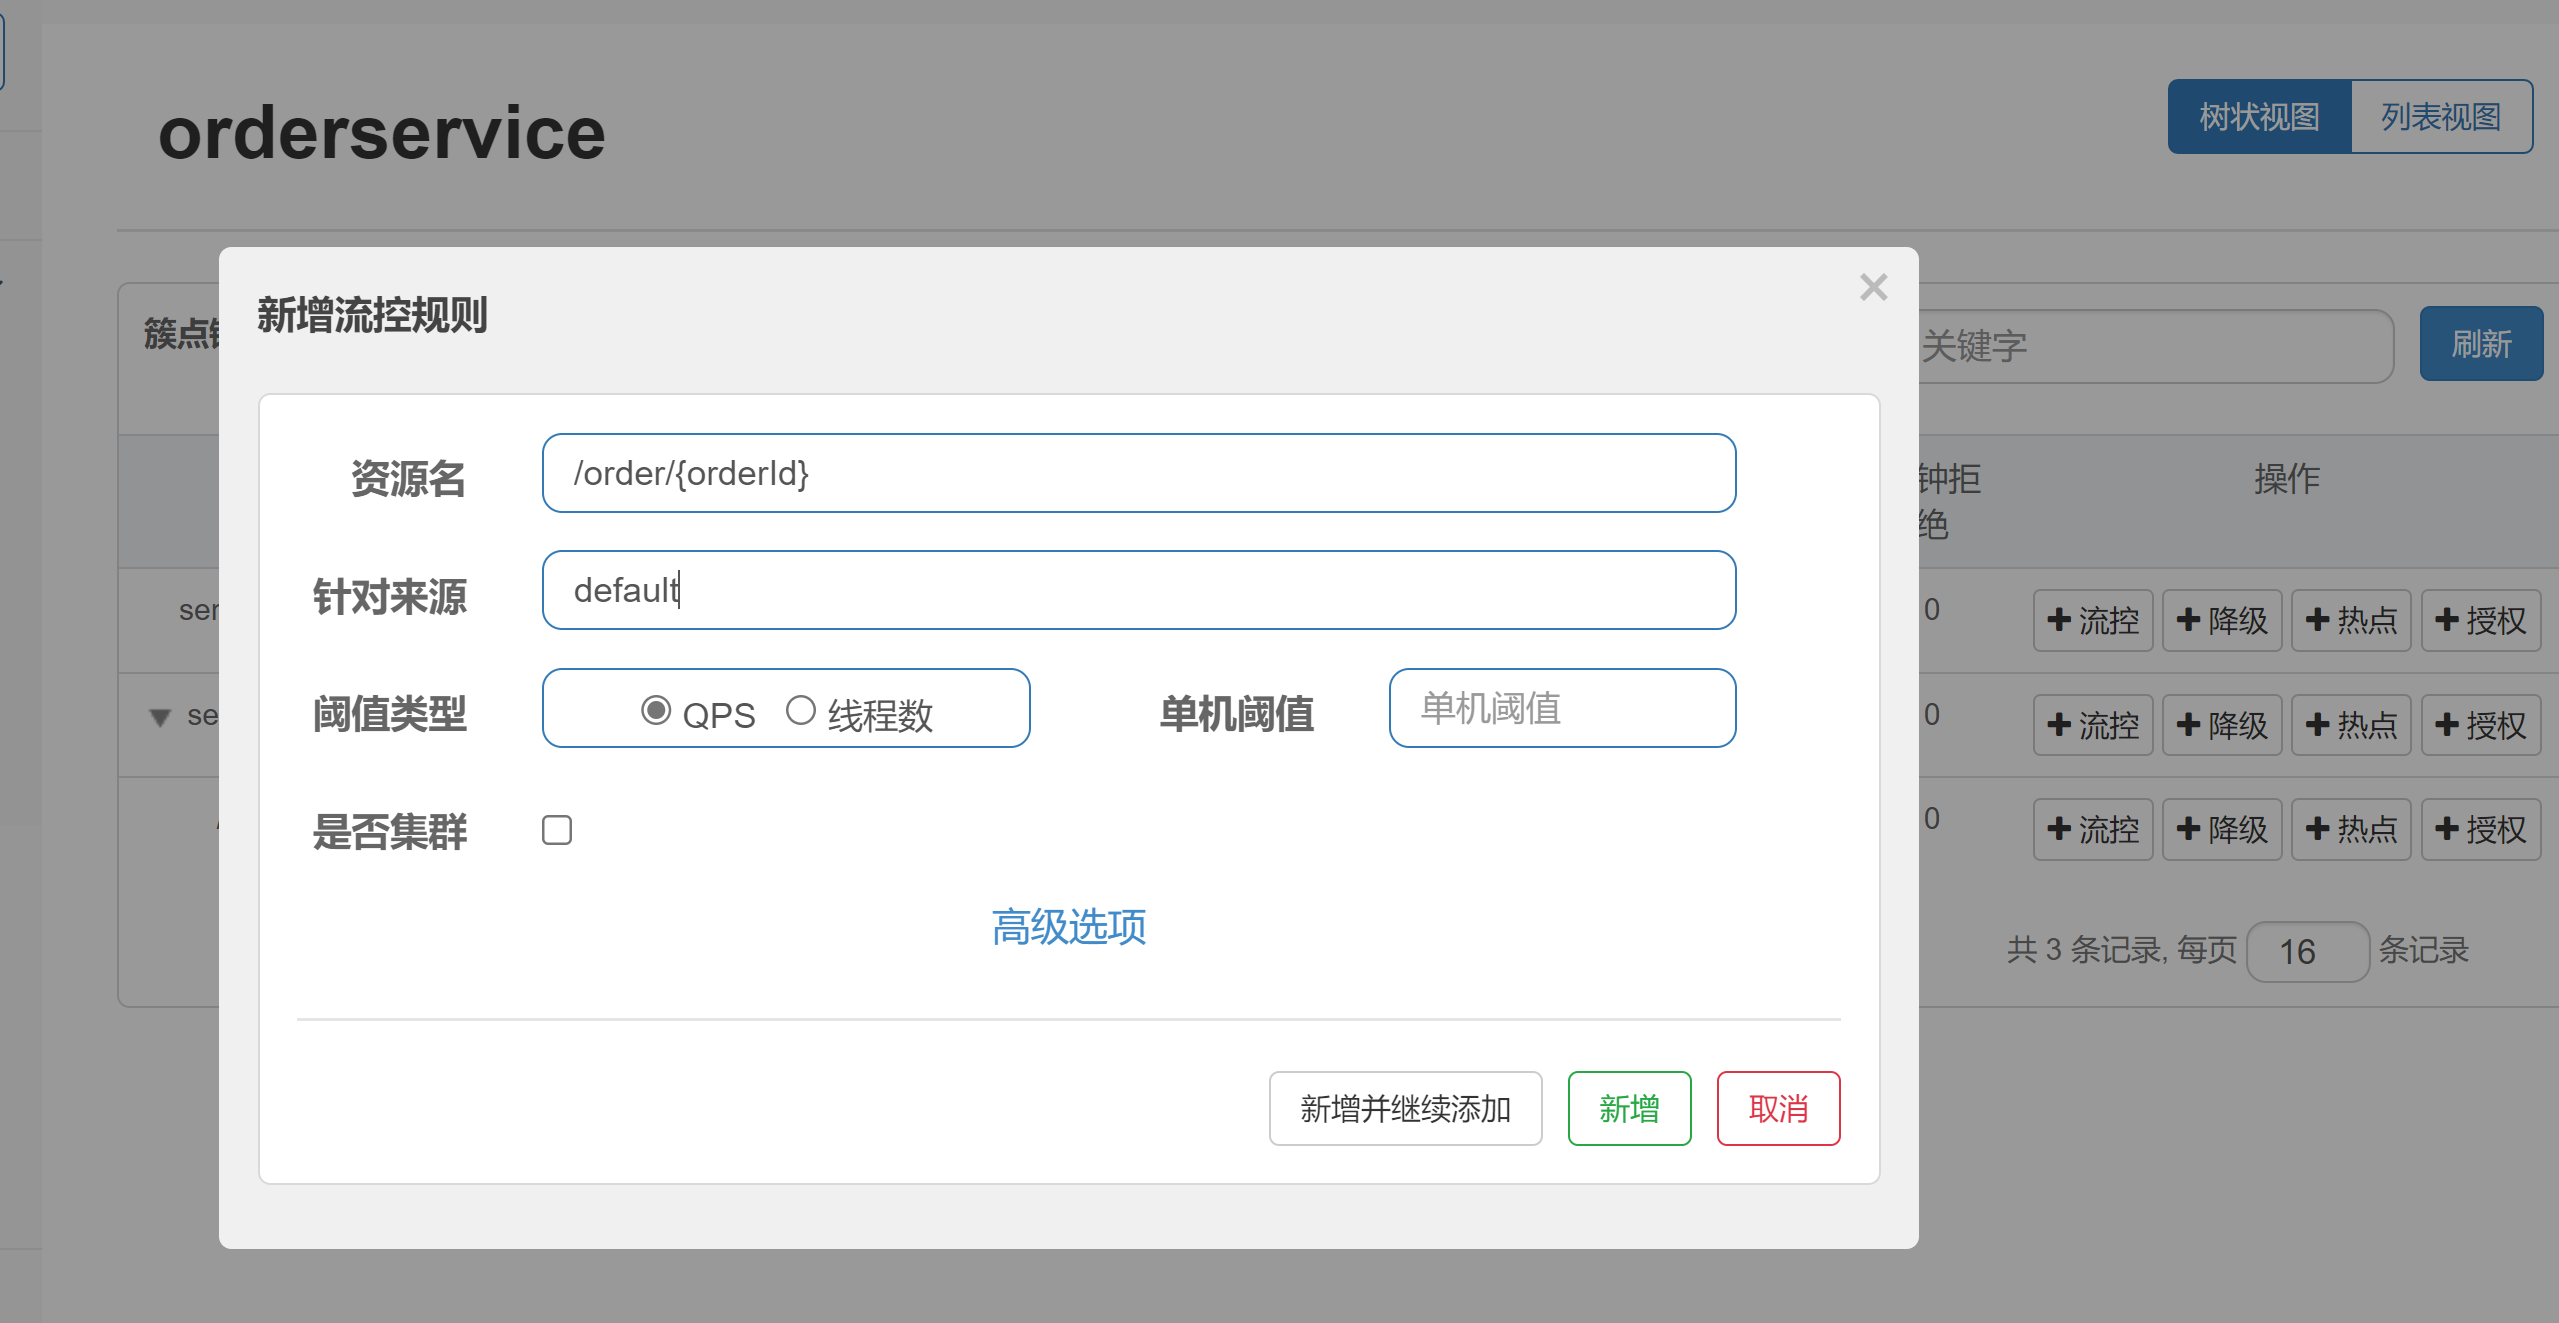 orderservice
树状视图 列表视图
新增流控规则
簇点
关键字 刷新
资源名 /order/{orderId}
钟拒 操作
绝
针对来源 default
0 流控 降级 热点 授权
阈值类型 QPS 线程数 单机阈值 单机阈值
0 流控 降级 热点 授权
是否集群
0 流控 降级 热点 授权
高级选项
共 3 条记录, 每页 16 条记录
新增并继续添加 新增 取消